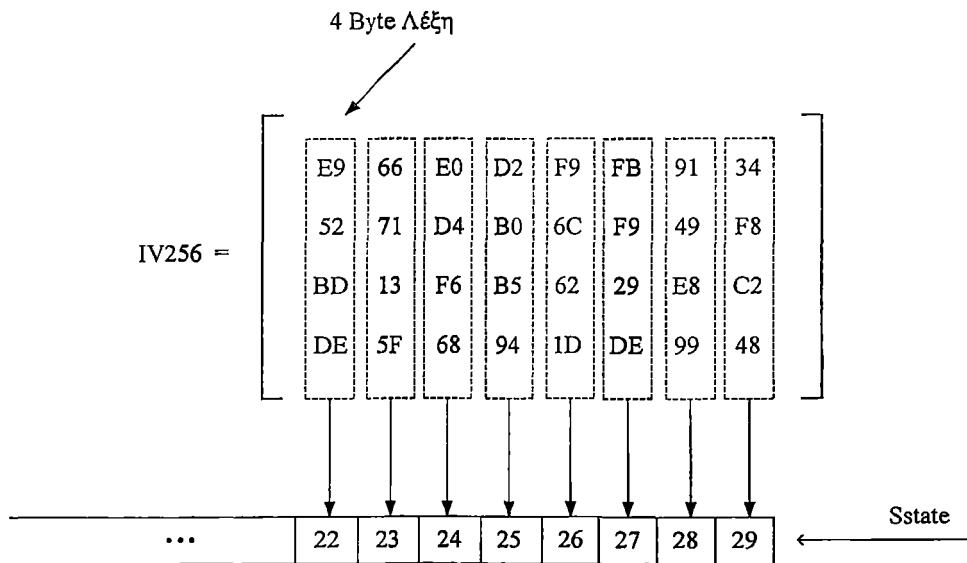 4 Byte Λέξη
E9 66 E0 D2 F9 FB 91 34
52 71 D4 B0 6C F9 49 F8
IV256 =
BD 13 F6 B5 62 29 E8 C2
DE 5F 68 94 1D DE 99 48
Sstate
... 22 23 24 25 26 27 28 29